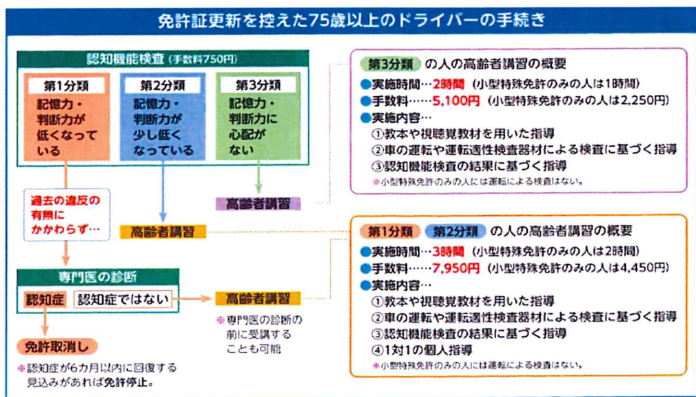 免許証更新を控えた75歳以上のドライバーの手続き
認知機能検査(手数料750円)
第1分類
記憶力・
判断力が
低くなって
いる
第2分類
記憶力・
判断力が
少し低く
なっている
第3分類
記憶力・
判断力に
心配が
ない
過去の違反の
有無に
かかわらず…
高齢者講習
高齢者講習
専門医の診断
認知症
認知症ではない
高齢者講習
※専門医の診断の
前に受講する
ことも可能
免許取消し
※認知症が6カ月以内に回復する
見込みがあれば免許停止。
第3分類 の人の高齢者講習の概要
●実施時間…2時間(小型特殊免許のみの人は1時間)
●手数料……5,100円(小型特殊免許のみの人は2,250円)
●実施内容…
①教本や視聴覚教材を用いた指導
②車の運転や運転適性検査器材による検査に基づく指導
③認知機能検査の結果に基づく指導
※小型特殊免許のみの人には運転による検査はない。
第1分類 第2分類 の人の高齢者講習の概要
●実施時間…3時間(小型特殊免許のみの人は2時間)
●手数料……7,950円(小型特殊免許のみの人は4,450円)
●実施内容…
①教本や視聴覚教材を用いた指導
②車の運転や運転適性検査器材による検査に基づく指導
③認知機能検査の結果に基づく指導
④1対1の個人指導
※小型特殊免許のみの人には運転による検査はない。